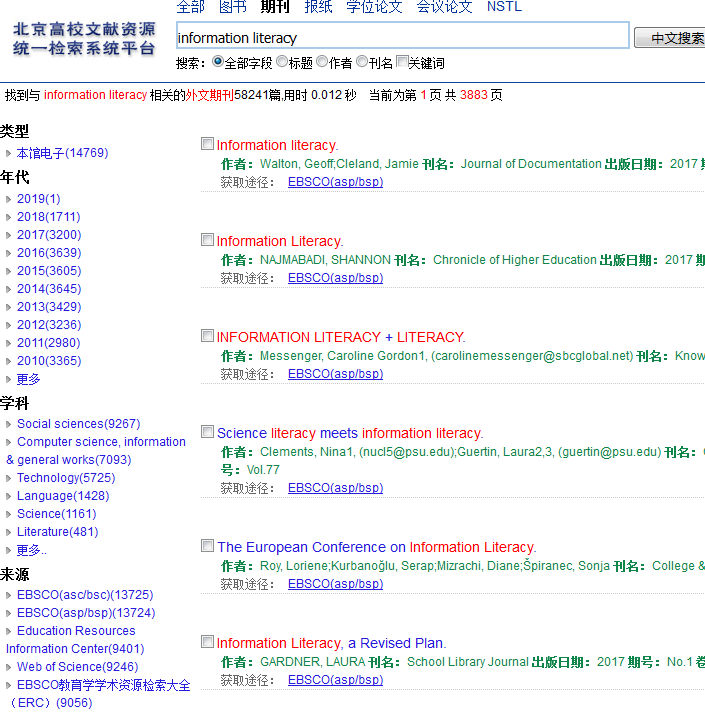 全部 图书 期刊 报纸 学位论文 会议论文 NSTL
北京高校文献资源
统一检索系统平台
information literacy
中文搜索
搜索: 全部字段 标题 作者 刊名 关键词
找到与 information literacy 相关的外文期刊58241篇,用时 0.012 秒 当前为第 1 页 共 3883 页
类型
本馆电子(14769)
年代
2019(1)
2018(1711)
2017(3200)
2016(3639)
2015(3605)
2014(3645)
2013(3429)
2012(3236)
2011(2980)
2010(3365)
更多
学科
Social sciences(9267)
Computer science, information
& general works(7093)
Technology(5725)
Language(1428)
Science(1161)
Literature(481)
更多..
来源
EBSCO(asc/bsc)(13725)
EBSCO(asp/bsp)(13724)
Education Resources
Information Center(9401)
Web of Science(9246)
EBSCO教育学学术资源检索大全
（ERC）(9056)
Information literacy.
作者: Walton, Geoff;Cleland, Jamie 刊名: Journal of Documentation 出版日期: 2017
获取途径: EBSCO(asp/bsp)
Information Literacy.
作者: NAJMABADI, SHANNON 刊名: Chronicle of Higher Education 出版日期: 2017 期
获取途径: EBSCO(asp/bsp)
INFORMATION LITERACY + LITERACY.
作者: Messenger, Caroline Gordon1, (carolinemessenger@sbcglobal.net) 刊名: Know
获取途径: EBSCO(asp/bsp)
Science literacy meets information literacy.
作者: Clements, Nina1, (nucl5@psu.edu);Guertin, Laura2,3, (guertin@psu.edu) 刊名:
号: Vol.77
获取途径: EBSCO(asp/bsp)
The European Conference on Information Literacy.
作者: Roy, Loriene;Kurbanoğlu, Serap;Mizrachi, Diane;Špiranec, Sonja 刊名: College &
获取途径: EBSCO(asp/bsp)
Information Literacy, a Revised Plan.
作者: GARDNER, LAURA 刊名: School Library Journal 出版日期: 2017 期号: No.1 卷
获取途径: EBSCO(asp/bsp)